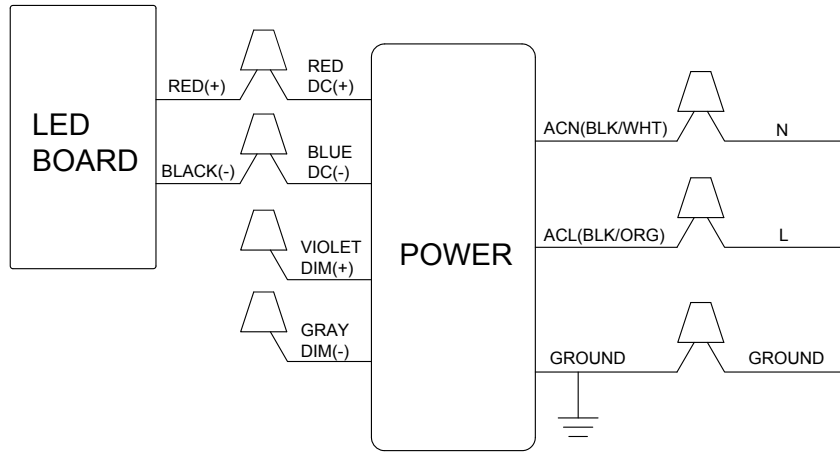 LED
BOARD
RED(+)
RED
DC(+)
BLACK(-)
BLUE
DC(-)
VIOLET
DIM(+)
GRAY
DIM(-)
POWER
ACN(BLK/WHT)
N
ACL(BLK/ORG)
L
GROUND
GROUND